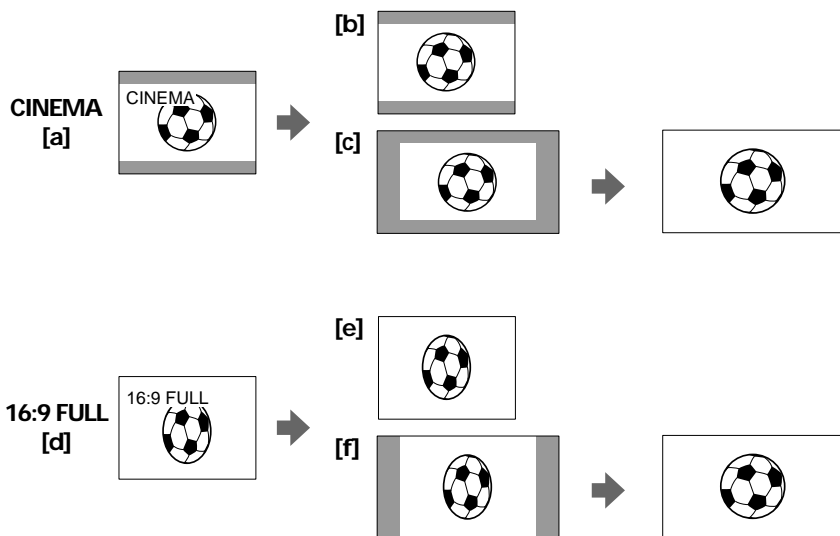 [b]
CINEMA
CINEMA
[a]
[c]
[e]
16:9 FULL
16:9 FULL
[d]
[f]